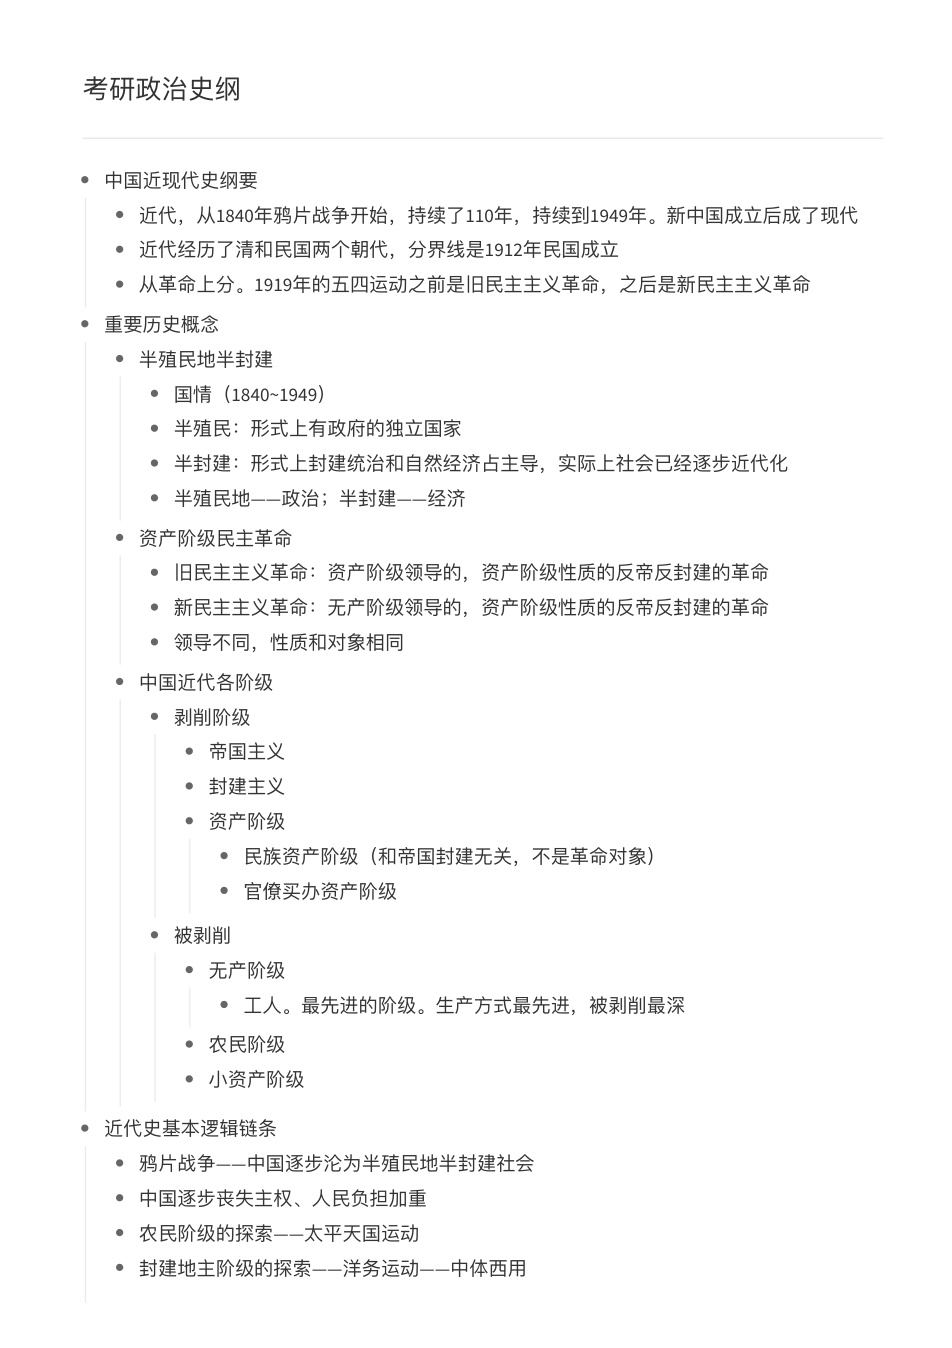 考研政治史纲
中国近现代史纲要
近代，从1840年鸦片战争开始，持续了110年，持续到1949年。新中国成立后成了现代
近代经历了清和民国两个朝代，分界线是1912年民国成立
从革命上分。1919年的五四运动之前是旧民主主义革命，之后是新民主主义革命
重要历史概念
半殖民地半封建
国情（1840~1949）
半殖民：形式上有政府的独立国家
半封建：形式上封建统治和自然经济占主导，实际上社会已经逐步近代化
半殖民地——政治；半封建——经济
资产阶级民主革命
旧民主主义革命：资产阶级领导的，资产阶级性质的反帝反封建的革命
新民主主义革命：无产阶级领导的，资产阶级性质的反帝反封建的革命
领导不同，性质和对象相同
中国近代各阶级
剥削阶级
帝国主义
封建主义
资产阶级
民族资产阶级（和帝国封建无关，不是革命对象）
官僚买办资产阶级
被剥削
无产阶级
工人。最先进的阶级。生产方式最先进，被剥削最深
农民阶级
小资产阶级
近代史基本逻辑链条
鸦片战争——中国逐步沦为半殖民地半封建社会
中国逐步丧失主权、人民负担加重
农民阶级的探索——太平天国运动
封建地主阶级的探索——洋务运动——中体西用